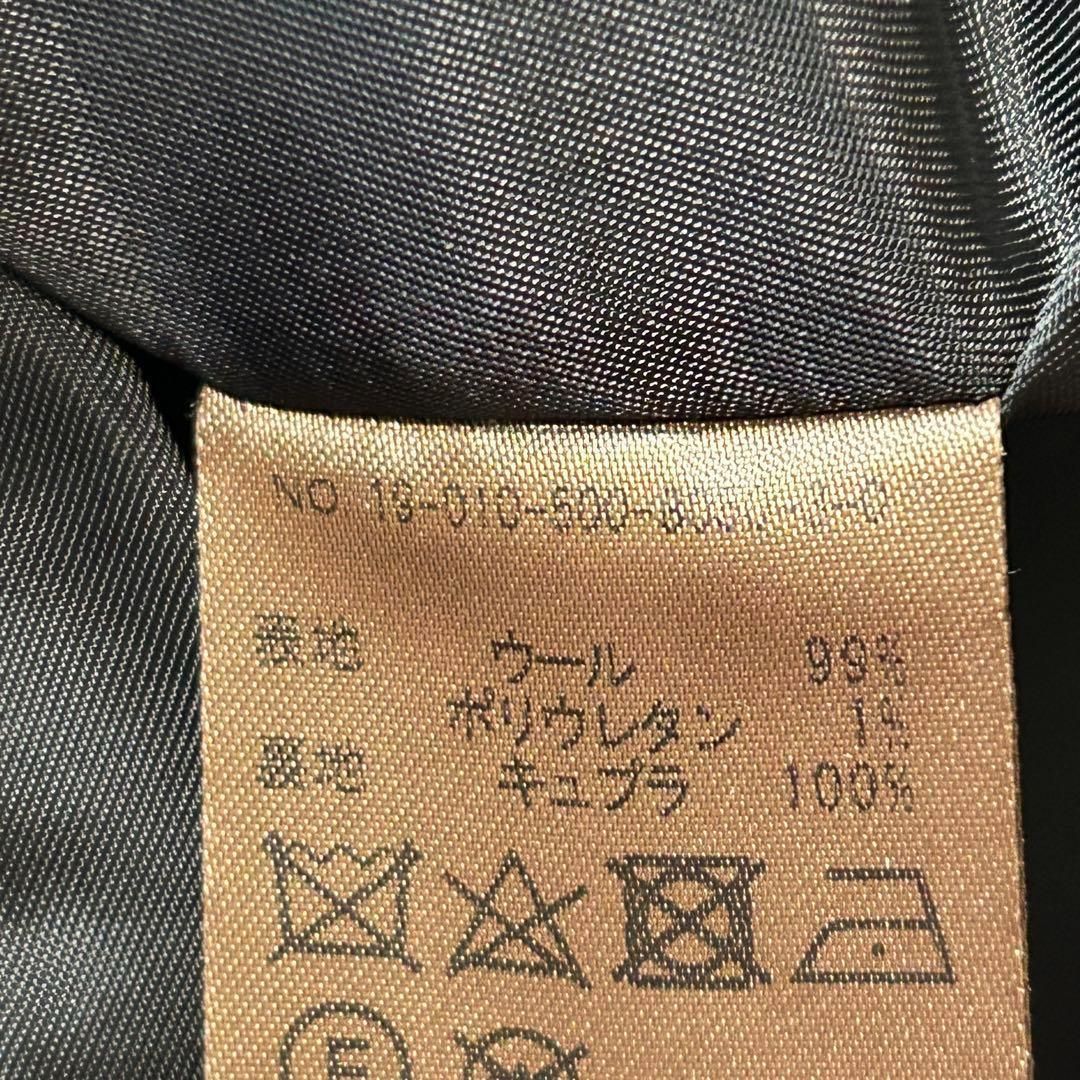 NO 19-010-500-
表地 ウール 99%
ポリウレタン 1%
裏地 キュプラ 100%